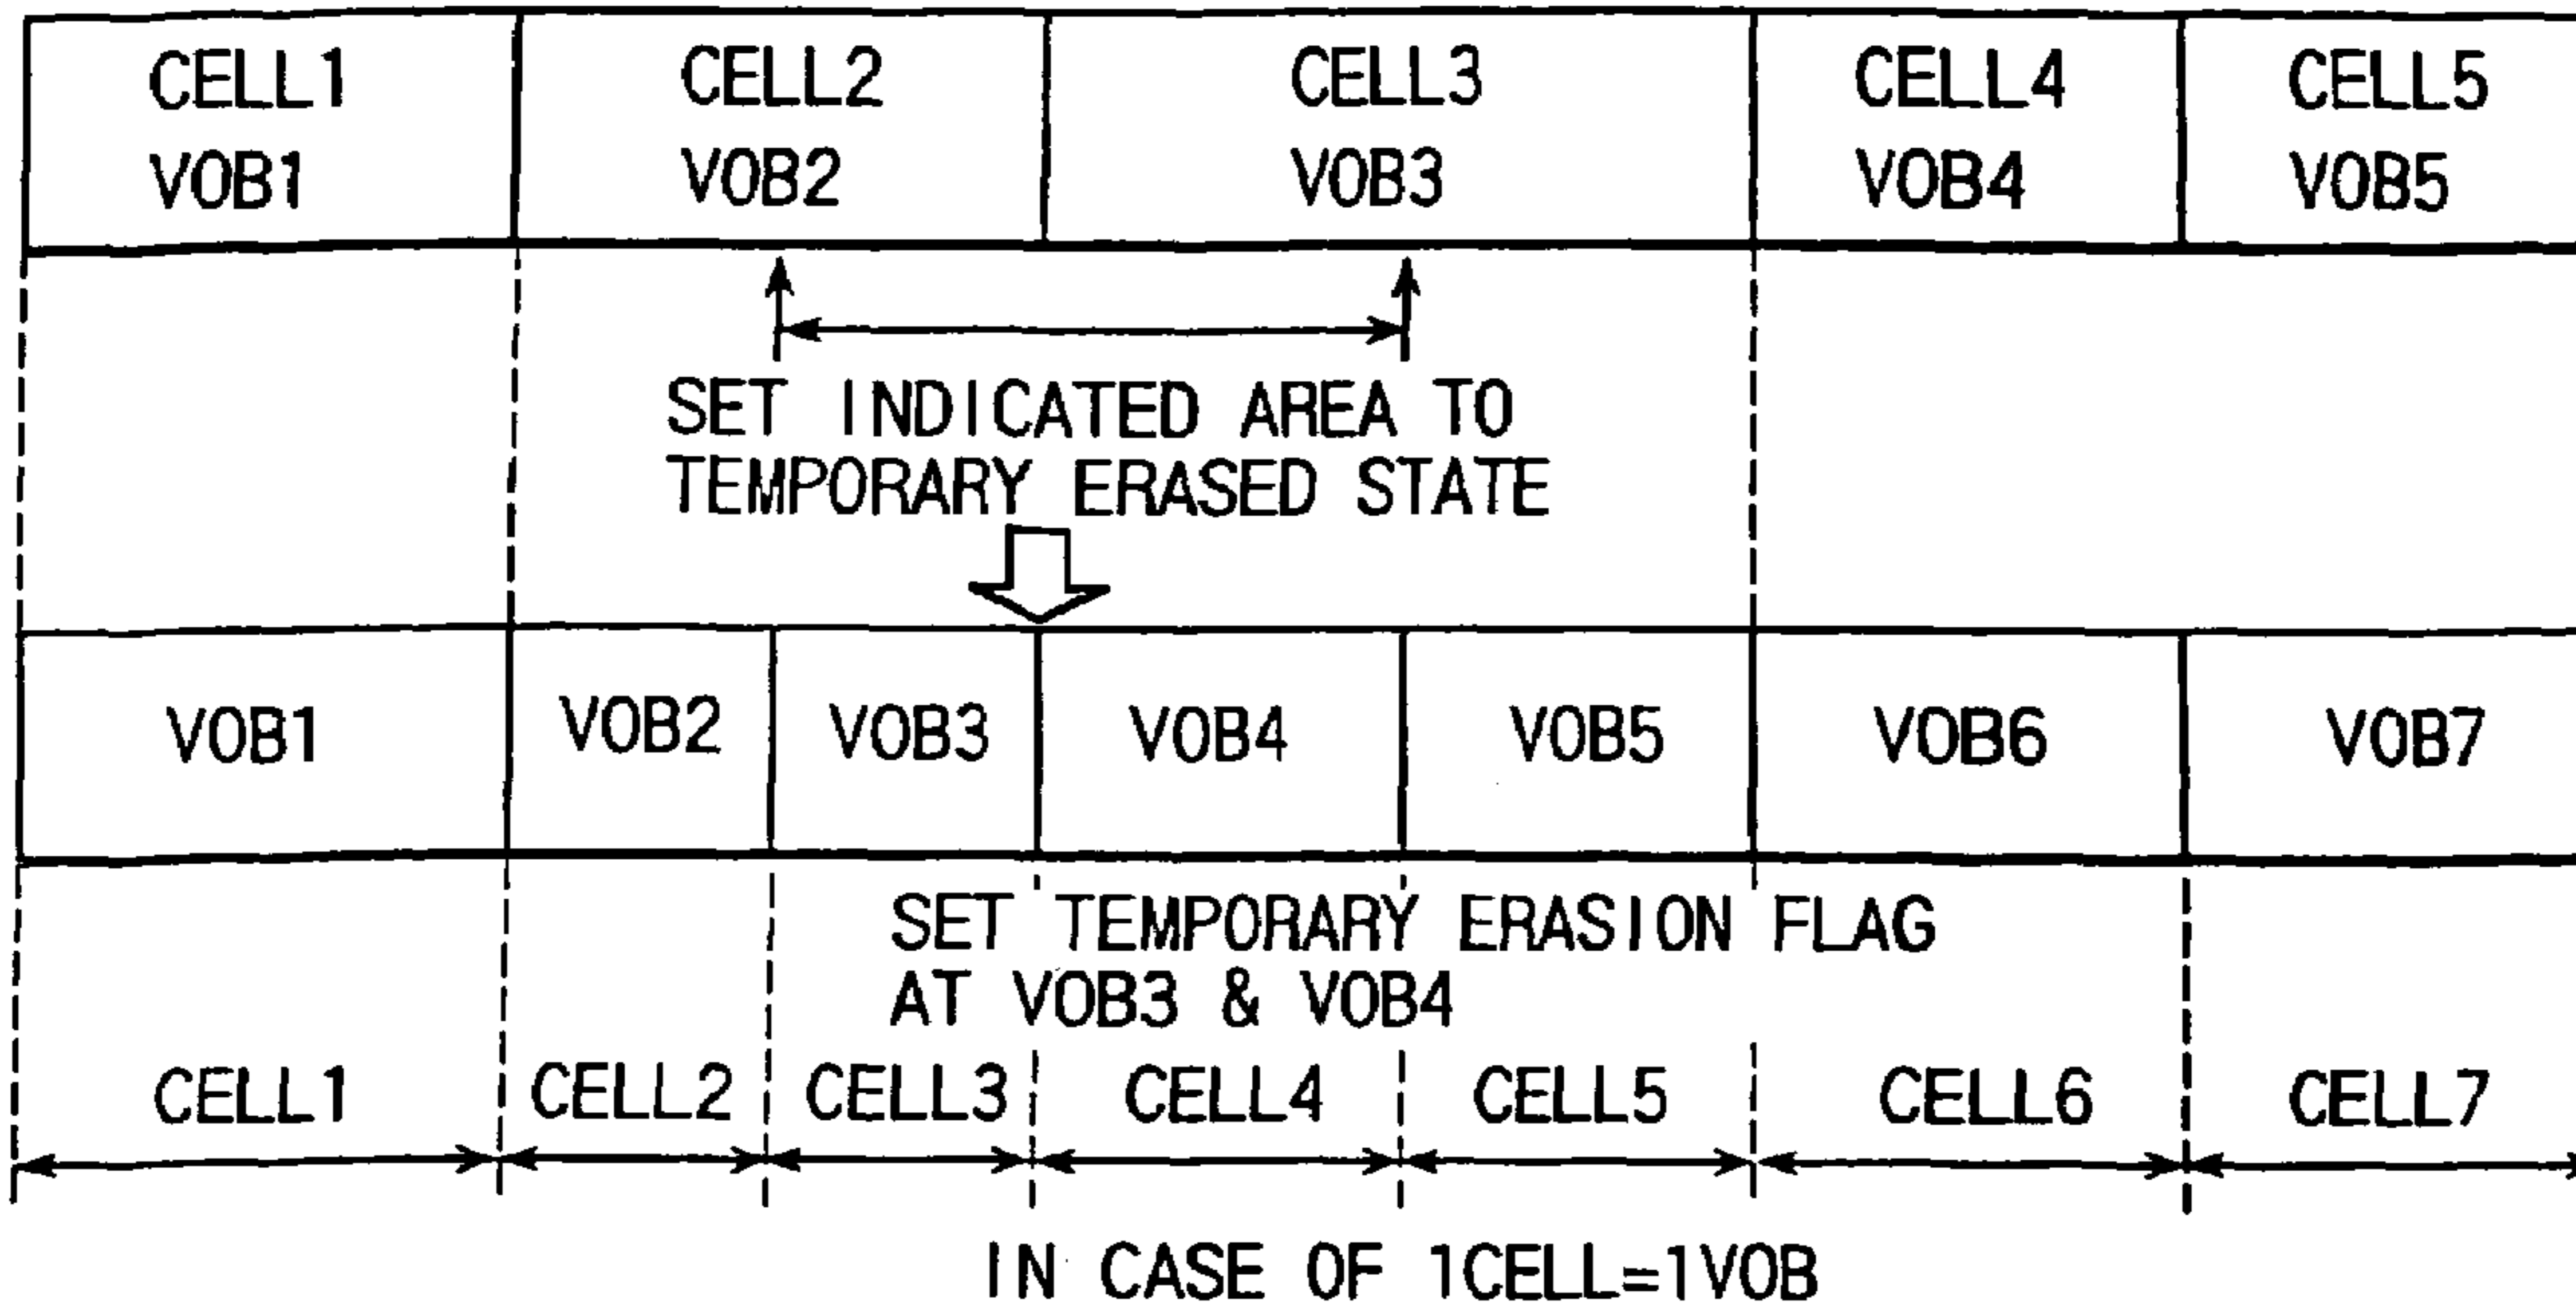 CELL1 CELL2 CELL3 CELL4 CELL5
VOB1 VOB2 VOB3 VOB4 VOB5
SET INDICATED AREA TO
TEMPORARY ERASED STATE
VOB1 VOB2 VOB3 VOB4 VOB5 VOB6 VOB7
SET TEMPORARY ERASION FLAG
AT VOB3 & VOB4
CELL1 CELL2 CELL3 CELL4 CELL5 CELL6 CELL7
IN CASE OF 1CELL=1VOB